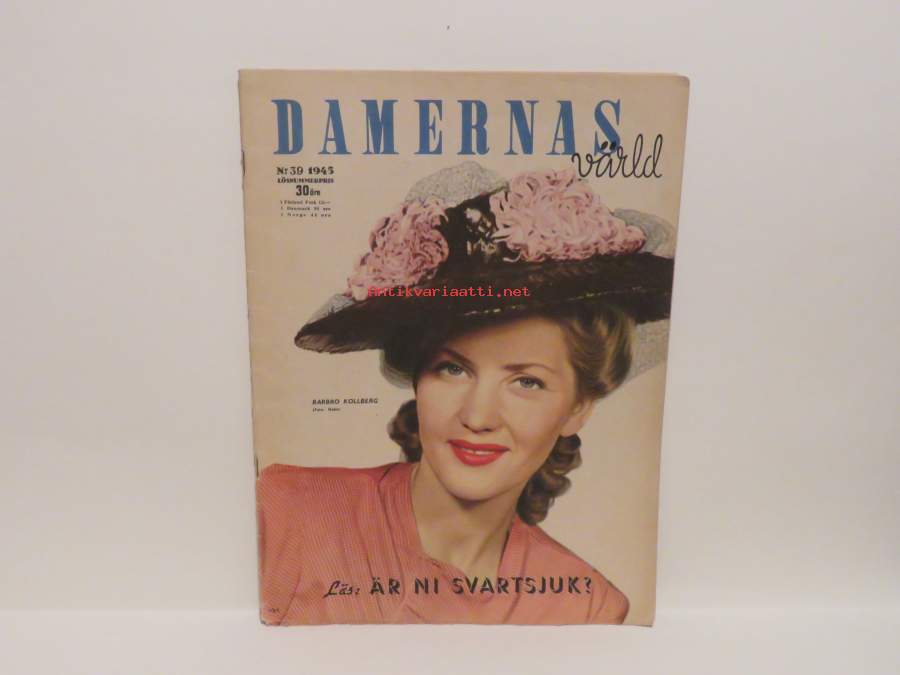 DAMERNAS
värld
Nr 39 · 1945
LÖSNUMMERPRIS
30 öre
antikvariaatti.net
BARBRO KOLLBERG
Läs: ÄR NI SVARTSJUK?